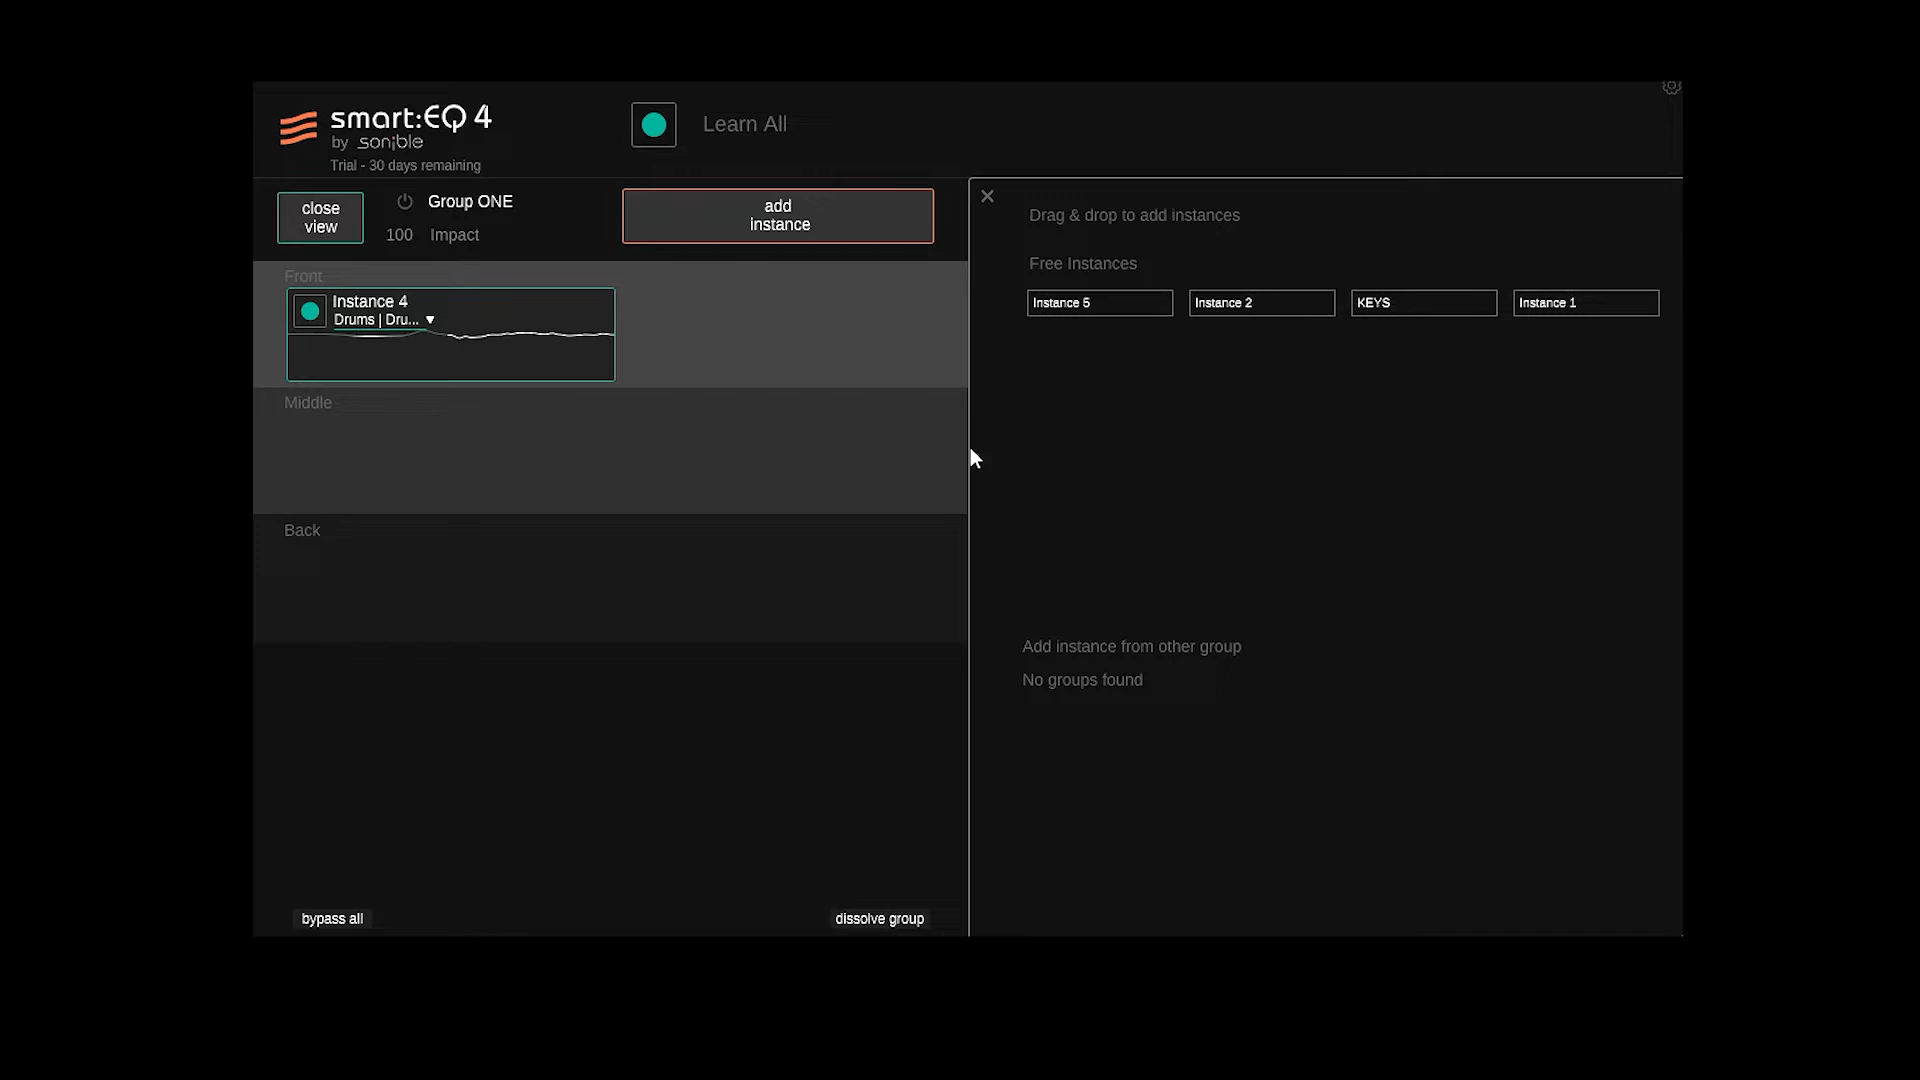 smart:EQ 4
by sonible
Trial - 30 days remaining
Learn All
close
view
Group ONE
100 Impact
add
instance
Drag & drop to add instances
Free Instances
Instance 5
Instance 2
KEYS
Instance 1
Front
Instance 4
Drums | Dru...
Middle
Back
Add instance from other group
No groups found
bypass all
dissolve group